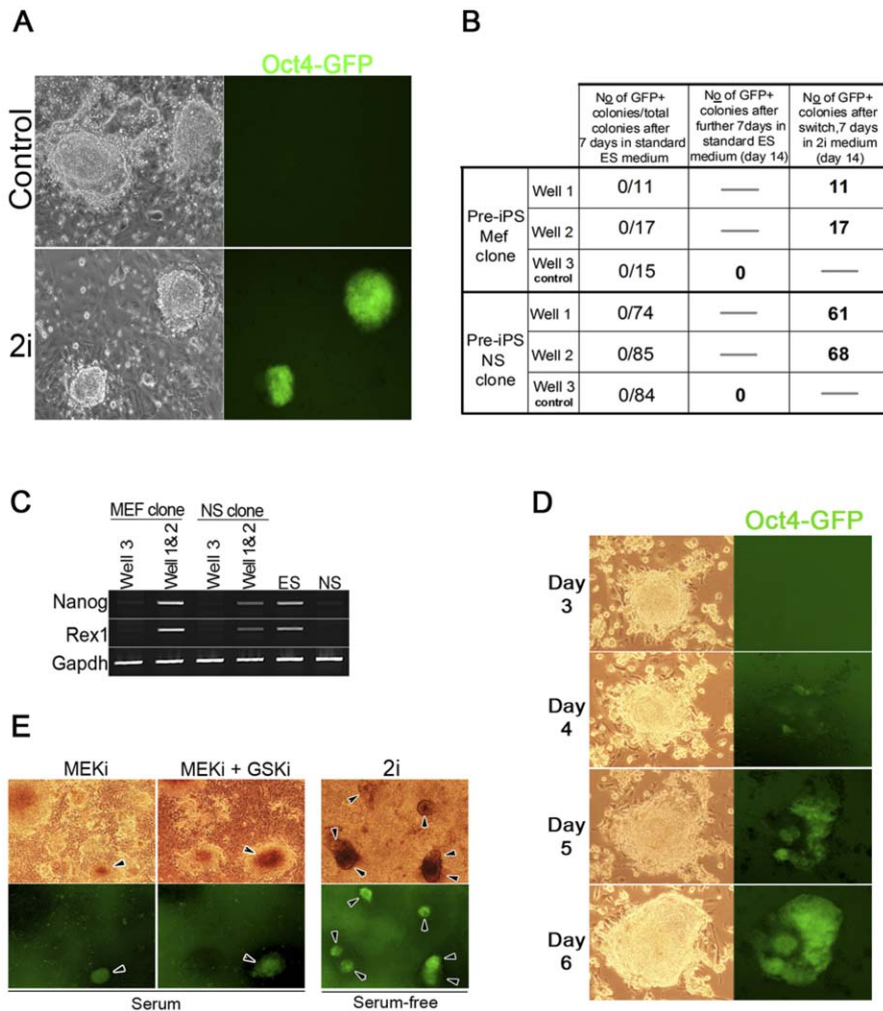 A
Oct4-GFP
Control
2i
B
No of GFP+
colonies/total
colonies after
7 days in standard
ES medium
No of GFP+
colonies after
further 7days in
standard ES
medium (day 14)
No of GFP+
colonies after
switch,7 days
in 2i medium
(day 14)
Pre-iPS
Mef
clone
Well 1 0/11 — 11
Well 2 0/17 — 17
Well 3
control 0/15 0 —
Pre-iPS
NS
clone
Well 1 0/74 — 61
Well 2 0/85 — 68
Well 3
control 0/84 0 —
C
MEF clone NS clone
Well 3 Well 1&2 Well 3 Well 1&2 ES NS
Nanog
Rex1
Gapdh
D
Oct4-GFP
Day
3
Day
4
Day
5
Day
6
E
MEKi MEKi + GSKi 2i
Serum Serum-free